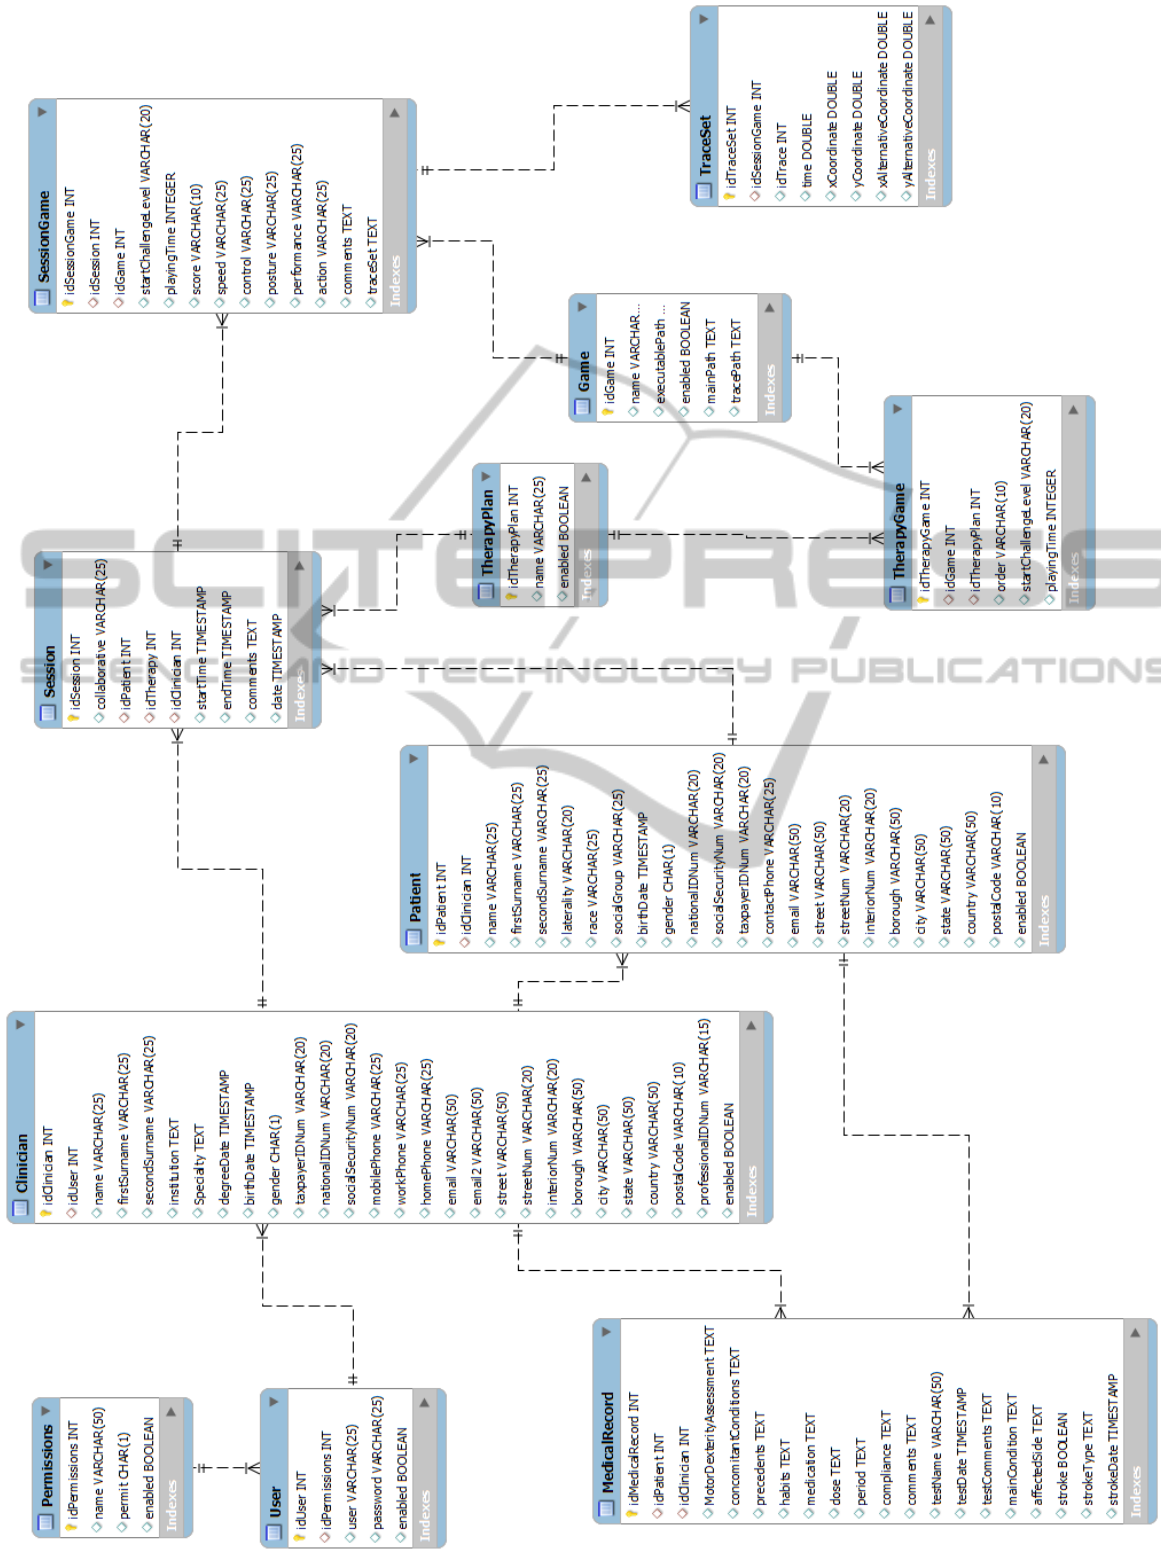 Permissions
idPermissions INT
name VARCHAR(50)
permit CHAR(1)
enabled BOOLEAN
Indexes
User
idUser INT
idPermissions INT
user VARCHAR(25)
password VARCHAR(25)
enabled BOOLEAN
Indexes
Clinician
idClinician INT
idUser INT
name VARCHAR(25)
firstSurname VARCHAR(25)
secondSurname VARCHAR(25)
institution TEXT
Specialty TEXT
degreeDate TIMESTAMP
birthDate TIMESTAMP
gender CHAR(1)
taxpayerIDNum VARCHAR(20)
nationalIDNum VARCHAR(20)
socialSecurityNum VARCHAR(20)
mobilePhone VARCHAR(25)
workPhone VARCHAR(25)
homePhone VARCHAR(25)
email VARCHAR(50)
email2 VARCHAR(50)
street VARCHAR(50)
streetNum VARCHAR(20)
interiorNum VARCHAR(20)
borough VARCHAR(50)
city VARCHAR(50)
state VARCHAR(50)
country VARCHAR(50)
postalCode VARCHAR(10)
professionalIDNum VARCHAR(15)
enabled BOOLEAN
Indexes
MedicalRecord
idMedicalRecord INT
idPatient INT
idClinician INT
MotorDexterityAssessment TEXT
concomitantConditions TEXT
precedents TEXT
habits TEXT
medication TEXT
dose TEXT
period TEXT
compliance TEXT
comments TEXT
testName VARCHAR(50)
testDate TIMESTAMP
testComments TEXT
mainCondition TEXT
affectedSide TEXT
stroke BOOLEAN
strokeType TEXT
strokeDate TIMESTAMP
Indexes
Session
idSession INT
collaborative VARCHAR(25)
idPatient INT
idTherapy INT
idClinician INT
startTime TIMESTAMP
endTime TIMESTAMP
comments TEXT
date TIMESTAMP
Indexes
Patient
idPatient INT
idClinician INT
name VARCHAR(25)
firstSurname VARCHAR(25)
secondSurname VARCHAR(25)
laterality VARCHAR(20)
race VARCHAR(25)
socialGroup VARCHAR(25)
birthDate TIMESTAMP
gender CHAR(1)
nationalIDNum VARCHAR(20)
socialSecurityNum VARCHAR(20)
taxpayerIDNum VARCHAR(20)
contactPhone VARCHAR(25)
email VARCHAR(50)
street VARCHAR(50)
streetNum VARCHAR(20)
interiorNum VARCHAR(20)
borough VARCHAR(50)
city VARCHAR(50)
state VARCHAR(50)
country VARCHAR(50)
postalCode VARCHAR(10)
enabled BOOLEAN
Indexes
TherapyPlan
idTherapyPlan INT
name VARCHAR(25)
enabled BOOLEAN
Indexes
SessionGame
idSessionGame INT
idSession INT
idGame INT
startChallengeLevel VARCHAR(20)
playingTime INTEGER
score VARCHAR(10)
speed VARCHAR(25)
control VARCHAR(25)
posture VARCHAR(25)
performance VARCHAR(25)
action VARCHAR(25)
comments TEXT
traceSet TEXT
Indexes
Game
idGame INT
name VARCHAR...
executablePath ...
enabled BOOLEAN
mainPath TEXT
tracePath TEXT
Indexes
TherapyGame
idTherapyGame INT
idGame INT
idTherapyPlan INT
order VARCHAR(10)
startChallengeLevel VARCHAR(20)
playingTime INTEGER
Indexes
TraceSet
idTraceSet INT
idSessionGame INT
idTrace INT
time DOUBLE
xCoordinate DOUBLE
yCoordinate DOUBLE
xAlternativeCoordinate DOUBLE
yAlternativeCoordinate DOUBLE
Indexes
SCITEPRESS
SCIENCE AND TECHNOLOGY PUBLICATIONS